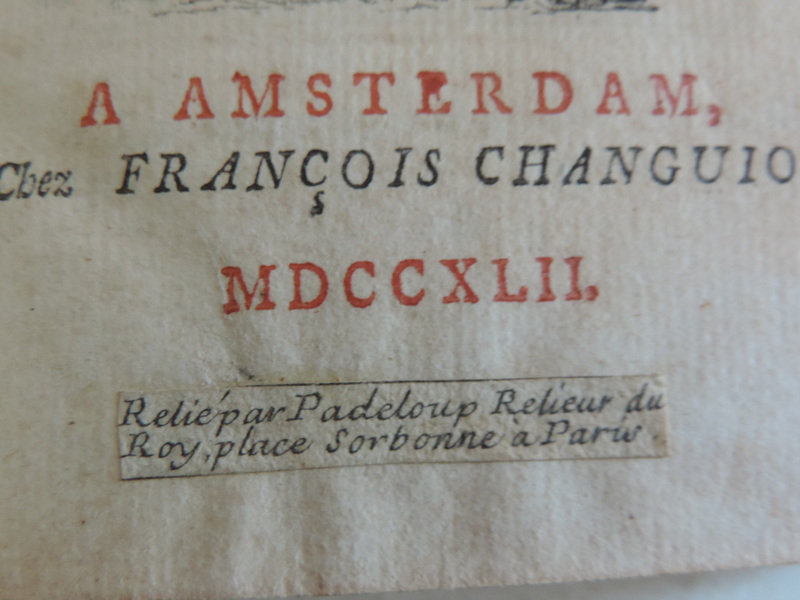 A AMSTERDAM,
Chez FRANÇOIS CHANGUIO
MDCCXLII.
Relié par Padeloup Relieur du
Roy, place Sorbonne à Paris.